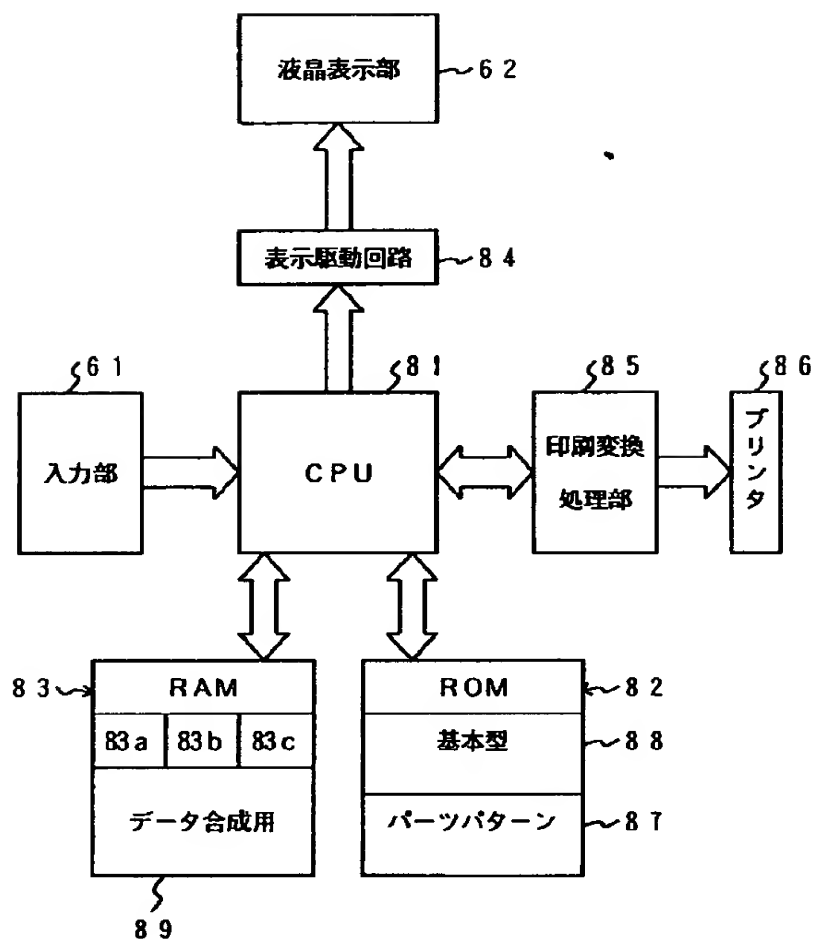 液晶表示部
62
表示駆動回路
84
61
81
85
86
入力部
CPU
印刷変換
処理部
プリンタ
83
RAM
83a
83b
83c
データ合成用
89
ROM
82
基本型
88
パーツパターン
87